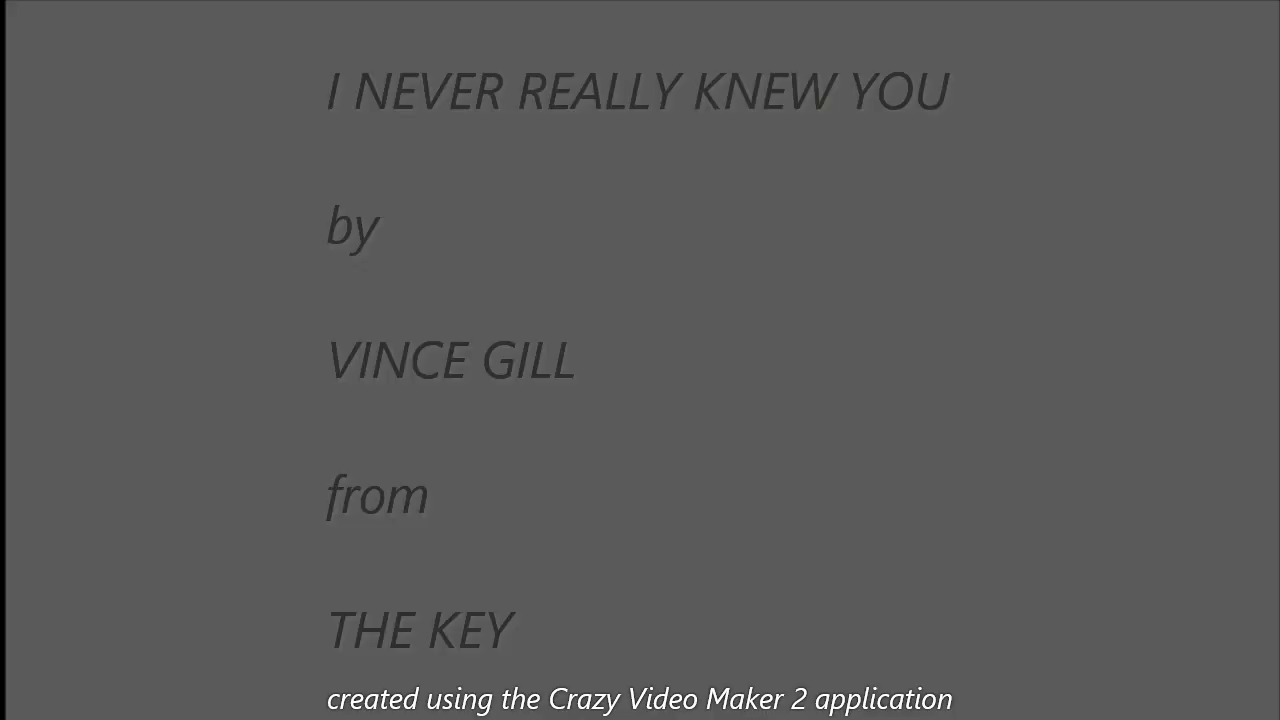 I NEVER REALLY KNEW YOU
by
VINCE GILL
from
THE KEY
created using the Crazy Video Maker 2 application